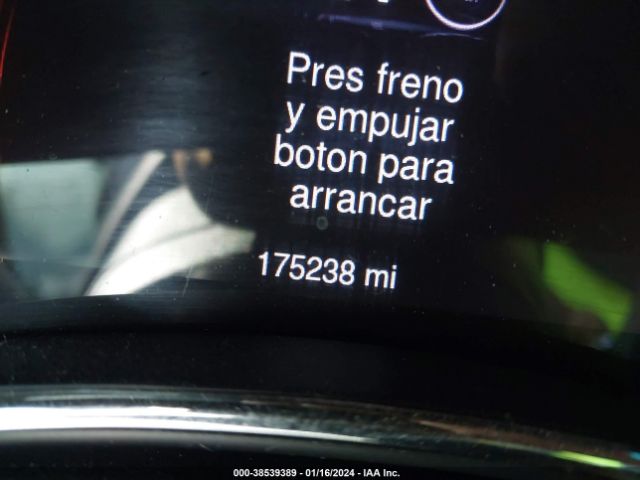 Pres freno
y empujar
boton para
arrancar
175238 mi
000-38539389 - 01/16/2024 - IAA Inc.